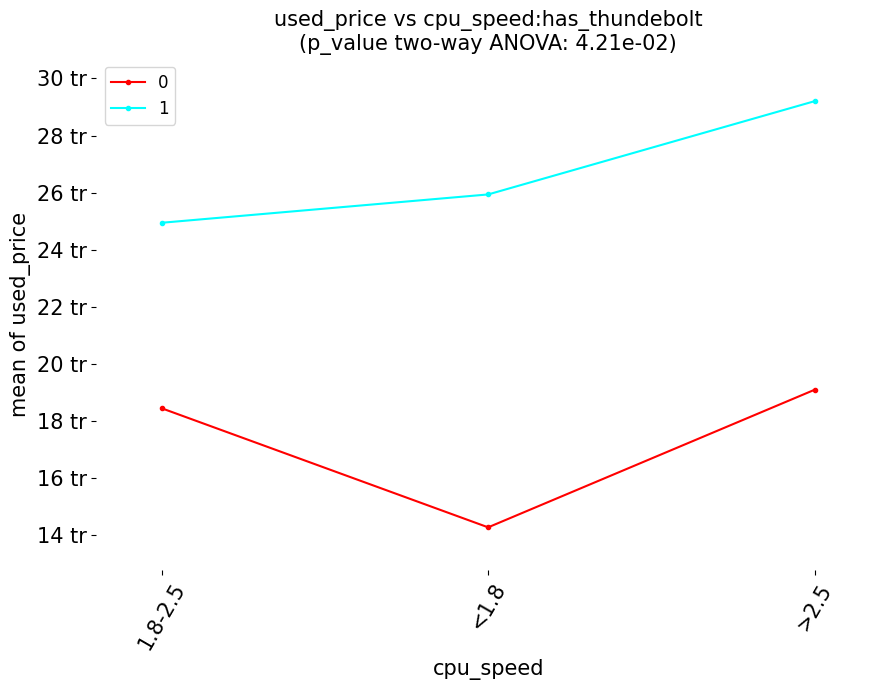 used_price vs cpu_speed:has_thundebolt
(p_value two-way ANOVA: 4.21e-02)
0
1
30 tr
28 tr
26 tr
24 tr
22 tr
20 tr
18 tr
16 tr
14 tr
mean of used_price
1.8-2.5
<1.8
>2.5
cpu_speed